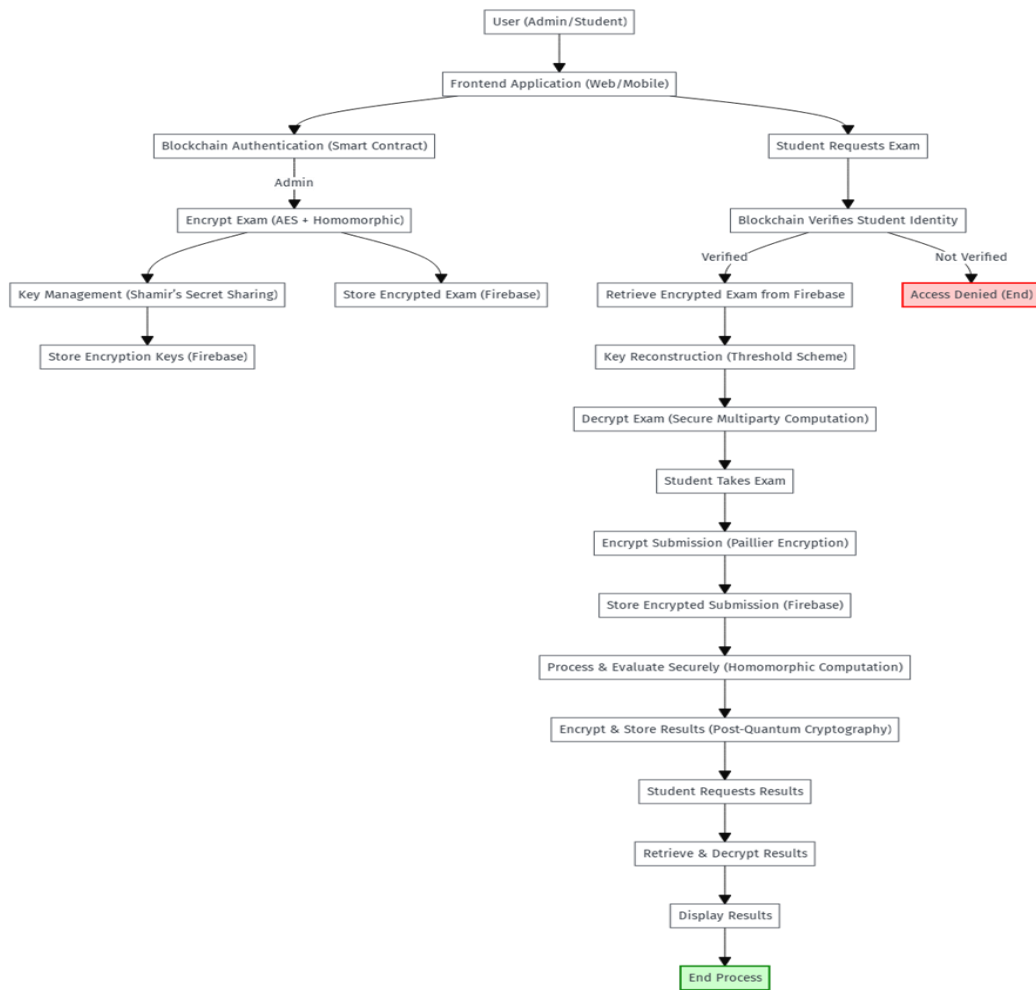 User (Admin/Student)
Frontend Application (Web/Mobile)
Blockchain Authentication (Smart Contract)
Student Requests Exam
Admin
Encrypt Exam (AES + Homomorphic)
Blockchain Verifies Student Identity
Verified
Not Verified
Key Management (Shamir's Secret Sharing)
Store Encrypted Exam (Firebase)
Retrieve Encrypted Exam from Firebase
Access Denied (End)
Store Encryption Keys (Firebase)
Key Reconstruction (Threshold Scheme)
Decrypt Exam (Secure Multiparty Computation)
Student Takes Exam
Encrypt Submission (Paillier Encryption)
Store Encrypted Submission (Firebase)
Process & Evaluate Securely (Homomorphic Computation)
Encrypt & Store Results (Post-Quantum Cryptography)
Student Requests Results
Retrieve & Decrypt Results
Display Results
End Process